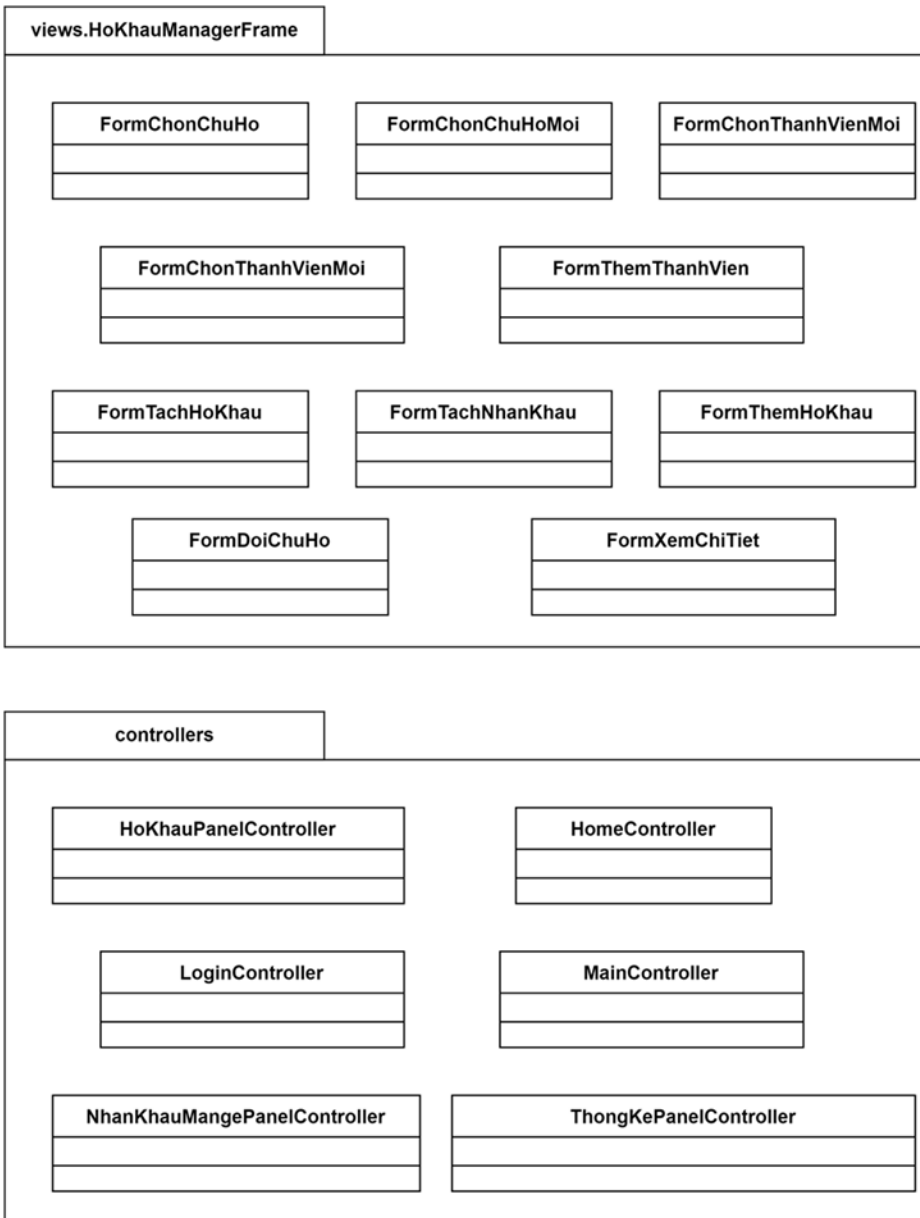 views.HoKhauManagerFrame
FormChonChuHo
FormChonChuHoMoi
FormChonThanhVienMoi
FormChonThanhVienMoi
FormThemThanhVien
FormTachHoKhau
FormTachNhanKhau
FormThemHoKhau
FormDoiChuHo
FormXemChiTiet
controllers
HoKhauPanelController
HomeController
LoginController
MainController
NhanKhauMangePanelController
ThongKePanelController